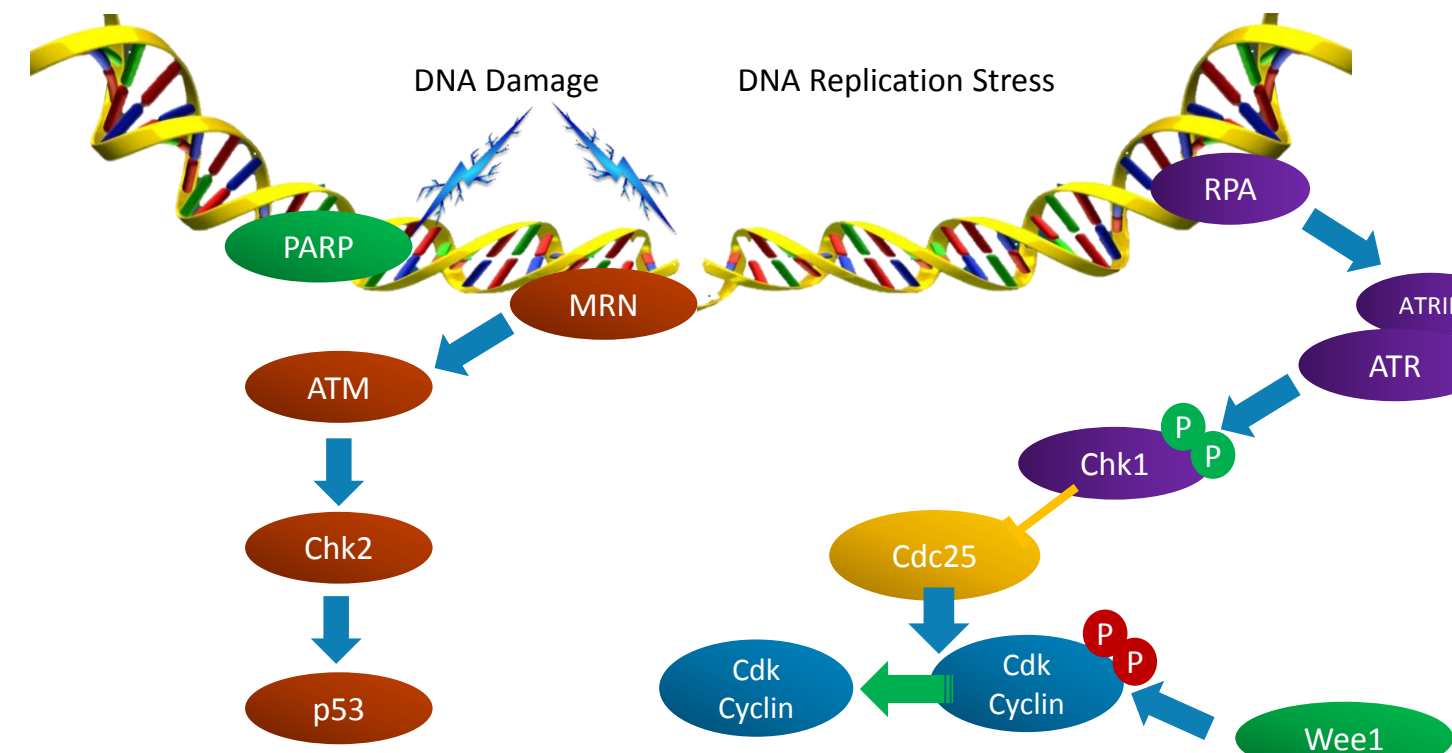 DNA Damage
DNA Replication Stress
RPA
PARP
MRN
ATRI
ATM
ATR
P
P
Chk1
Chk2
Cdc25
P
P
Cdk
Cyclin
Cdk
Cyclin
p53
Wee1